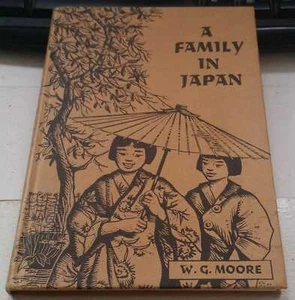 A
FAMILY
IN
JAPAN
W. G. MOORE